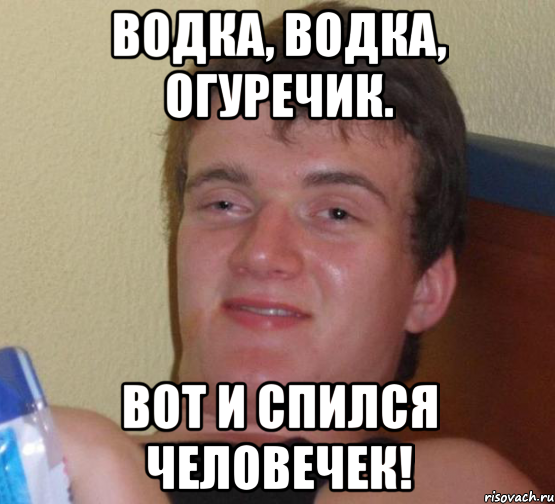 ВОДКА, ВОДКА,
ОГУРЕЧИК.
ВОТ И СПИЛСЯ
ЧЕЛОВЕЧЕК!
risovach.ru